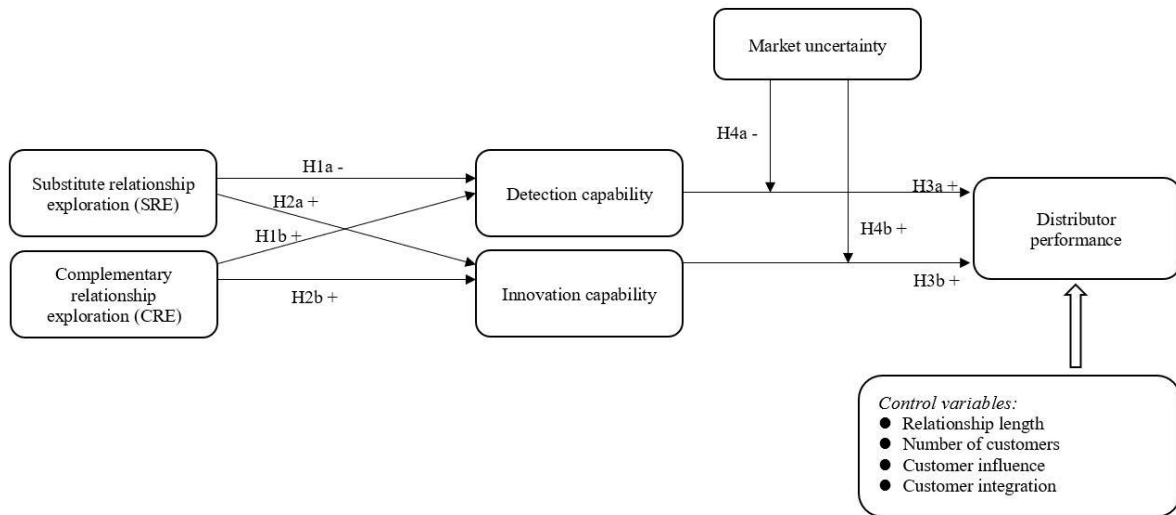 Market uncertainty
H4a -
H1a -
Substitute relationship
exploration (SRE)
H2a +
Detection capability
H3a +
H1b +
H4b +
Distributor
performance
Complementary
relationship
exploration (CRE)
H2b +
Innovation capability
H3b +
Control variables:
● Relationship length
● Number of customers
● Customer influence
● Customer integration